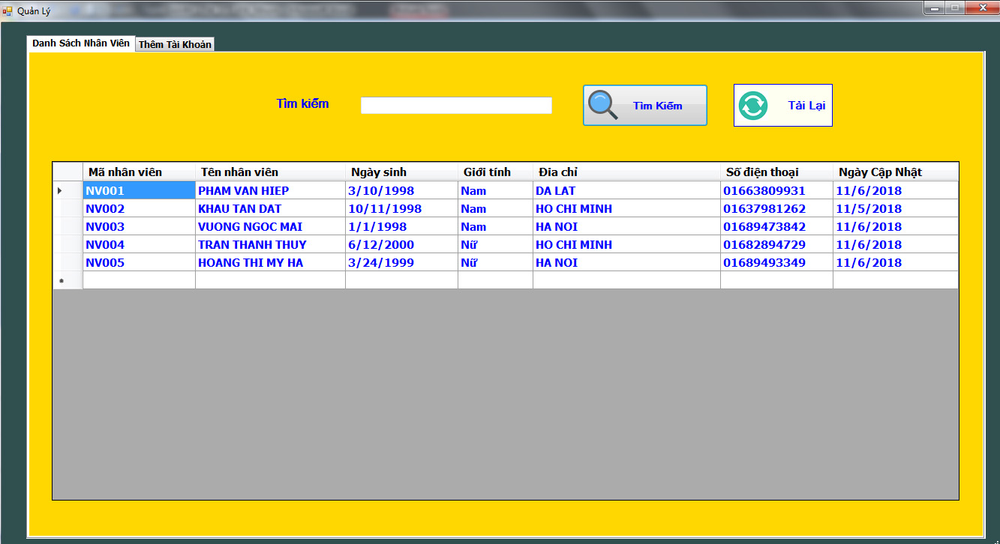 Quản Lý
Danh Sách Nhân Viên Thêm Tài Khoản
Tìm kiếm Tìm Kiếm Tải Lại
Mã nhân viên Tên nhân viên Ngày sinh Giới tính Đia chỉ Số điện thoại Ngày Cập Nhật
NV001 PHAM VAN HIEP 3/10/1998 Nam DA LAT 01663809931 11/6/2018
NV002 KHAU TAN DAT 10/11/1998 Nam HO CHI MINH 01637981262 11/5/2018
NV003 VUONG NGOC MAI 1/1/1998 Nam HA NOI 01689473842 11/6/2018
NV004 TRAN THANH THUY 6/12/2000 Nữ HO CHI MINH 01682894729 11/6/2018
NV005 HOANG THI MY HA 3/24/1999 Nữ HA NOI 01689493349 11/6/2018